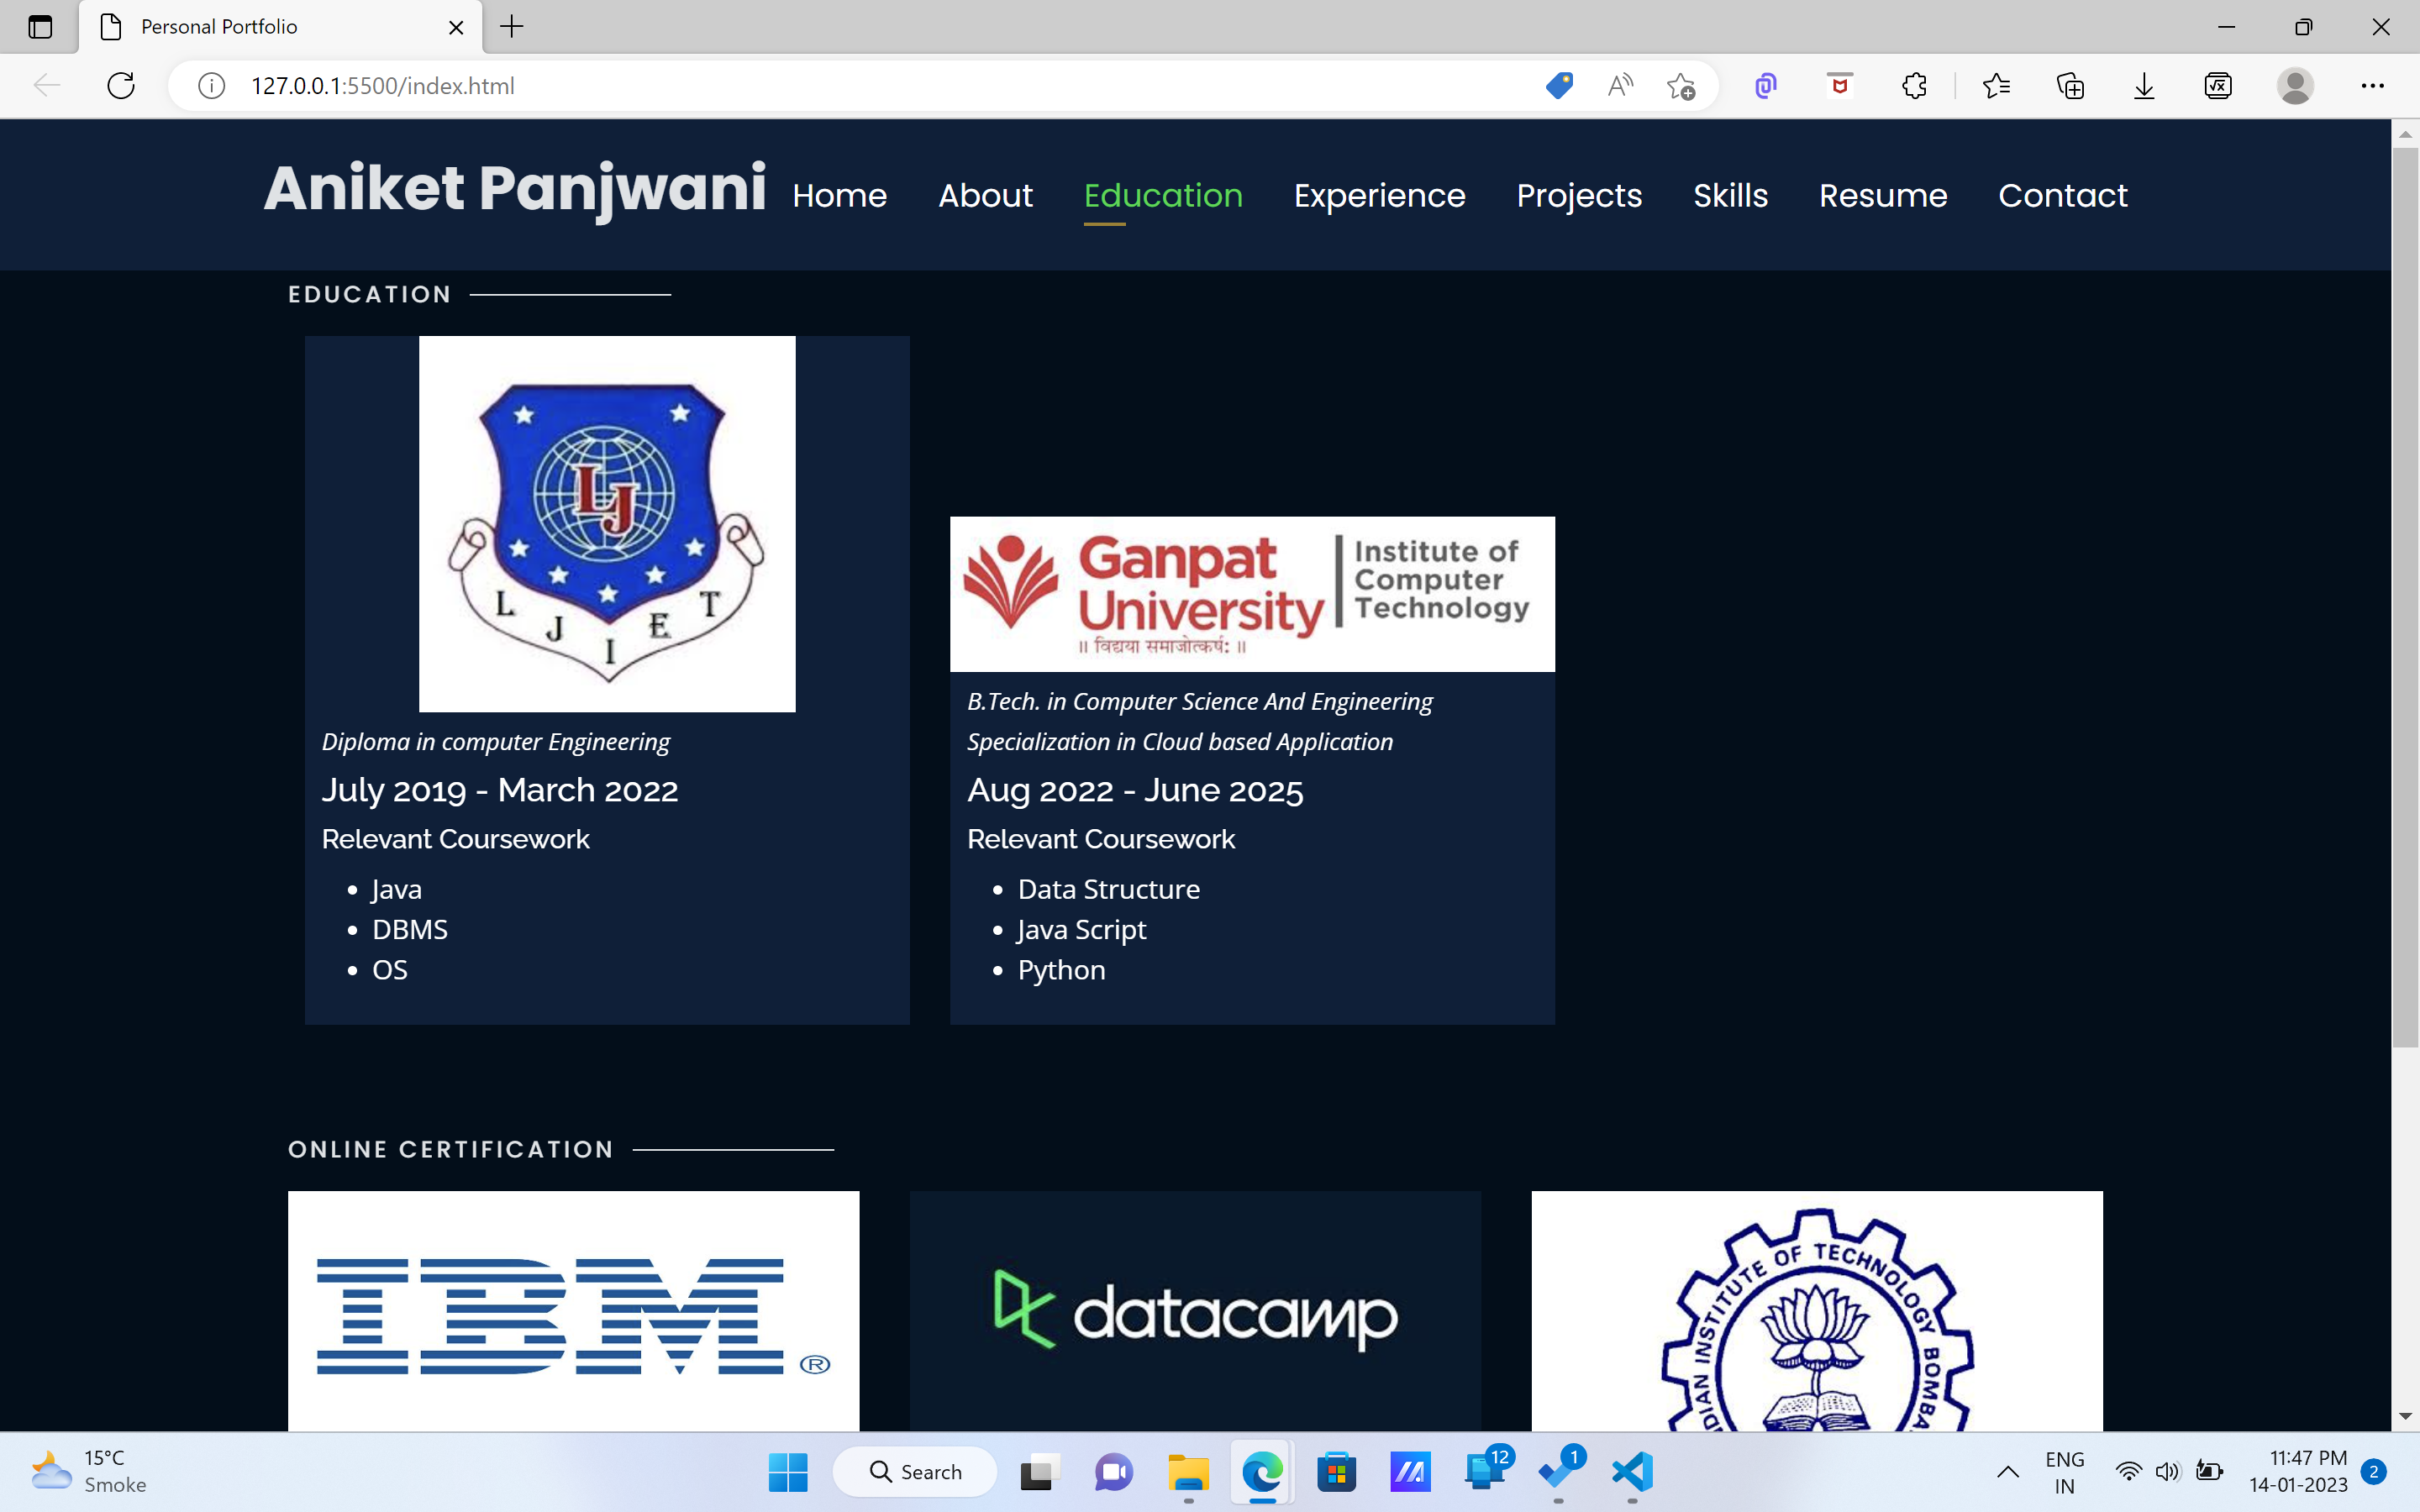 Personal Portfolio
127.0.0.1:5500/index.html
Aniket Panjwani
Home About Education Experience Projects Skills Resume Contact
EDUCATION
LJ
L J I E T
Diploma in computer Engineering
July 2019 - March 2022
Relevant Coursework
Java
DBMS
OS
Ganpat
University
॥ विद्यया समाजोत्कर्षः ॥
Institute of
Computer
Technology
B.Tech. in Computer Science And Engineering
Specialization in Cloud based Application
Aug 2022 - June 2025
Relevant Coursework
Data Structure
Java Script
Python
ONLINE CERTIFICATION
IBM®
datacamp
INDIAN INSTITUTE OF TECHNOLOGY BOMBA
15°C
Smoke
Search
12
1
ENG
IN
11:47 PM
14-01-2023
2